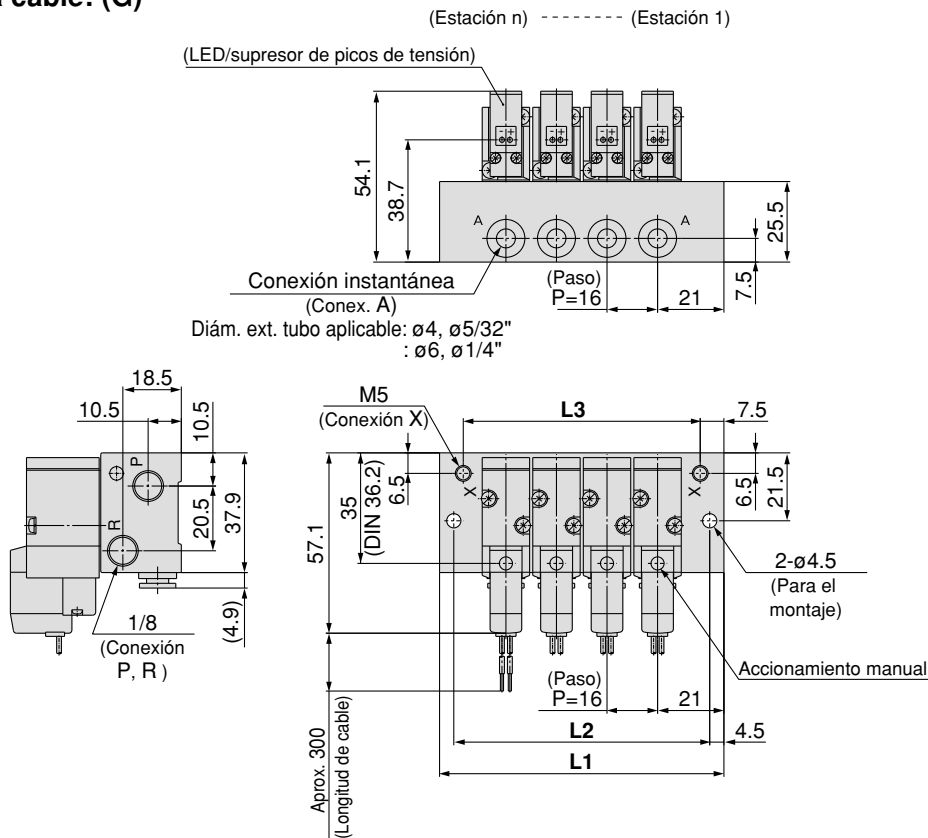 a cable: (G)
(Estación n) -------- (Estación 1)
(LED/supresor de picos de tensión)
- +
- +
- +
- +
54.1
38.7
A
A
25.5
7.5
Conexión instantánea
(Conex. A)
(Paso)
P=16
21
Diám. ext. tubo aplicable: ø4, ø5/32"
: ø6, ø1/4"
18.5
10.5
10.5
P
R
20.5
37.9
(4.9)
1/8
(Conexión
P, R )
M5
(Conexión X)
L3
7.5
57.1
35
(DIN 36.2)
6.5
X
X
6.5
21.5
2-ø4.5
(Para el
montaje)
Accionamiento manual
(Paso)
P=16
21
Aprox. 300
(Longitud de cable)
L2
4.5
L1